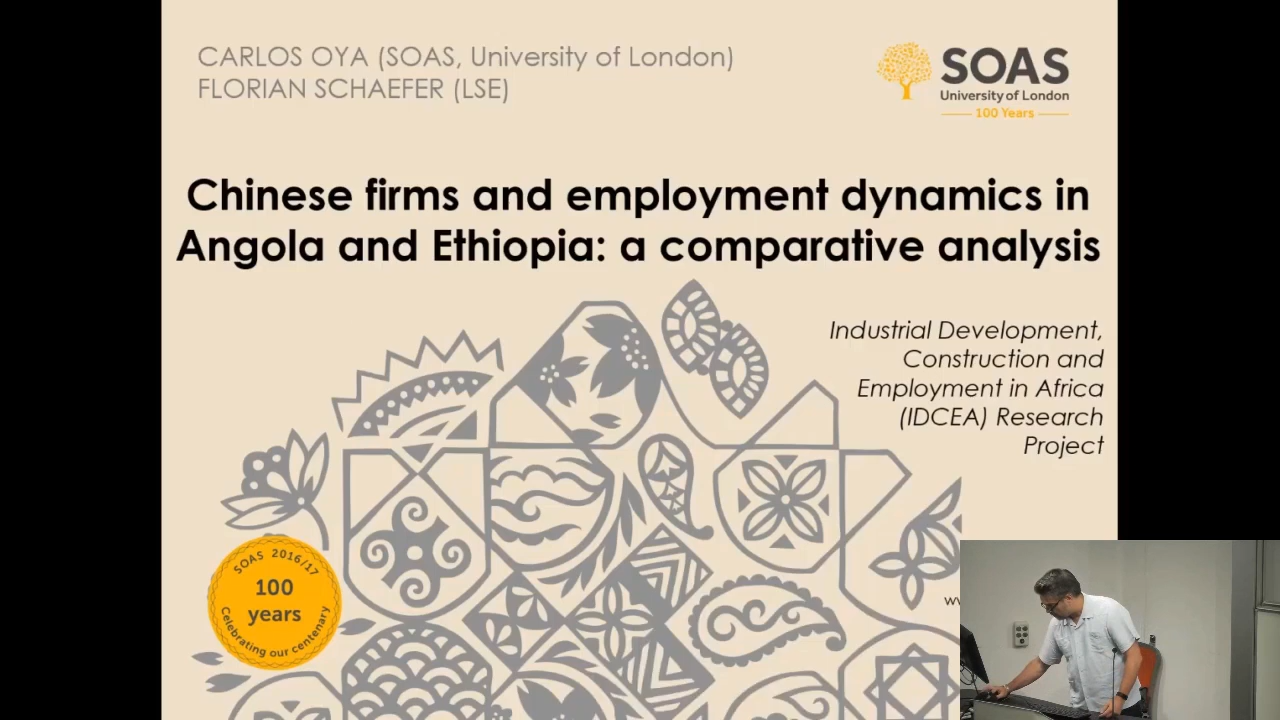 CARLOS OYA (SOAS, University of London)
FLORIAN SCHAEFER (LSE)
SOAS
University of London
100 Years
Chinese firms and employment dynamics in
Angola and Ethiopia: a comparative analysis
Industrial Development,
Construction and
Employment in Africa
(IDCEA) Research
Project
SOAS 2016/17
100
years
Celebrating our centenary